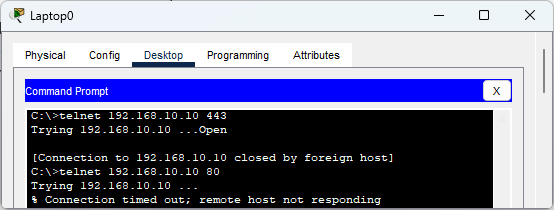 Laptop0
Physical Config Desktop Programming Attributes
Command Prompt X
C:\>telnet 192.168.10.10 443
Trying 192.168.10.10 ...Open
[Connection to 192.168.10.10 closed by foreign host]
C:\>telnet 192.168.10.10 80
Trying 192.168.10.10 ...
% Connection timed out; remote host not responding